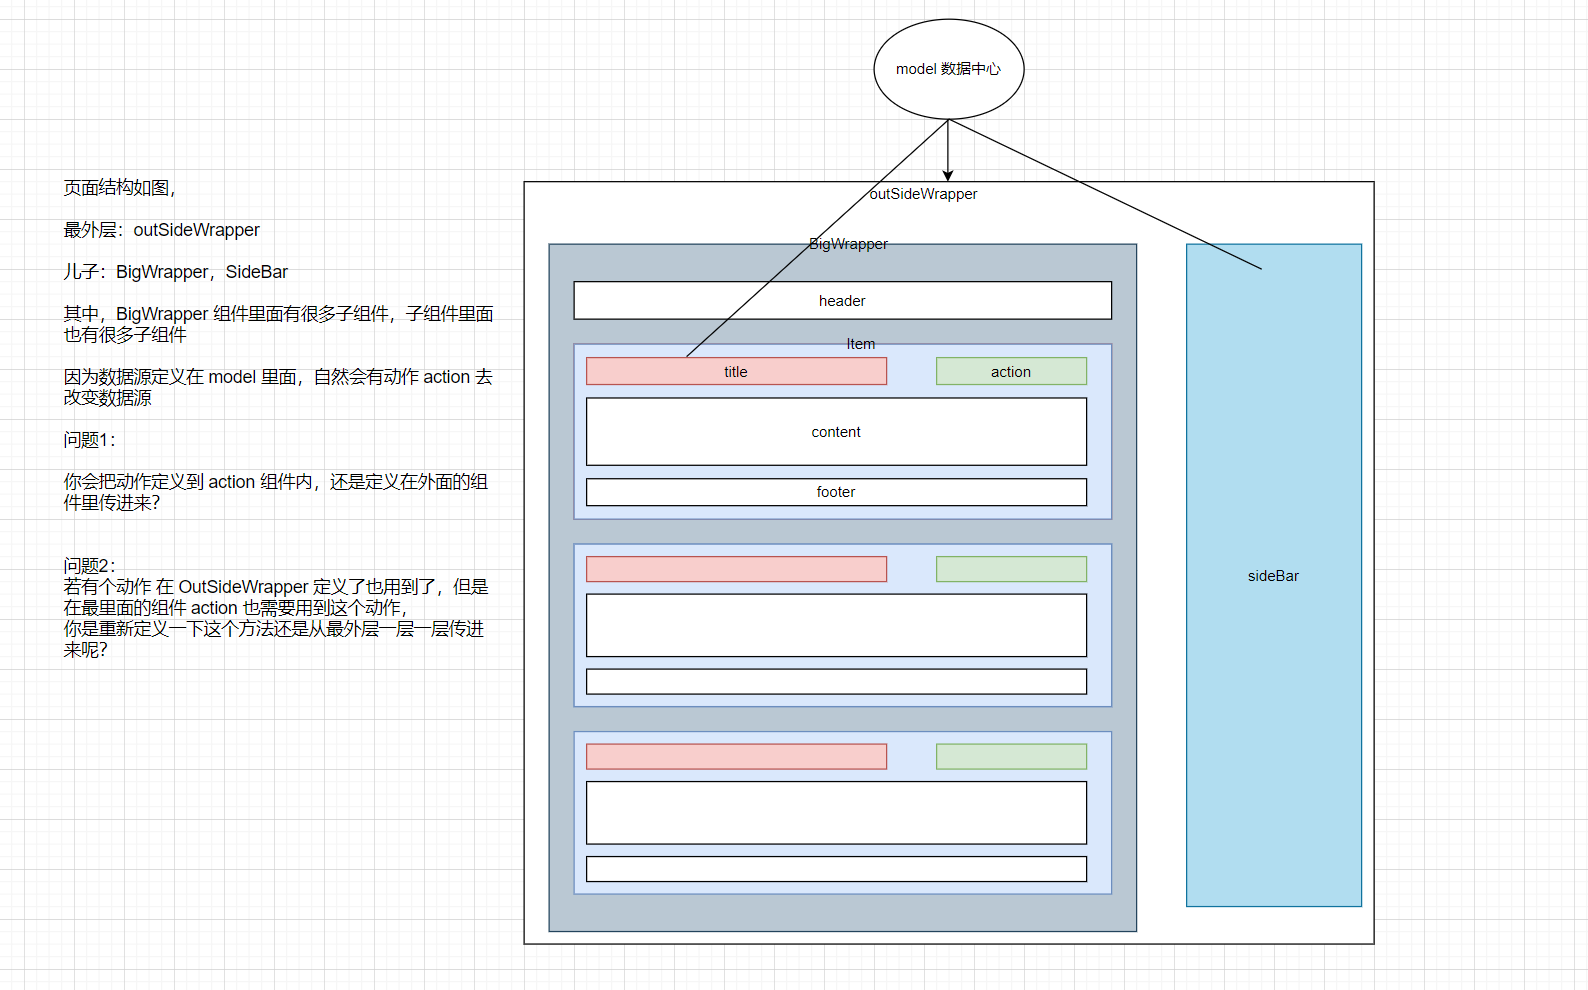 页面结构如图，
最外层：outSideWrapper
儿子：BigWrapper，SideBar
其中，BigWrapper 组件里面有很多子组件，子组件里面
也有很多子组件
因为数据源定义在 model 里面，自然会有动作 action 去
改变数据源
问题1：
你会把动作定义到 action 组件内，还是定义在外面的组
件里传进来？
问题2：
若有个动作 在 OutSideWrapper 定义了也用到了，但是
在最里面的组件 action 也需要用到这个动作，
你是重新定义一下这个方法还是从最外层一层一层传进
来呢？
model 数据中心
outSideWrapper
BigWrapper
header
Item
title
action
content
footer
sideBar